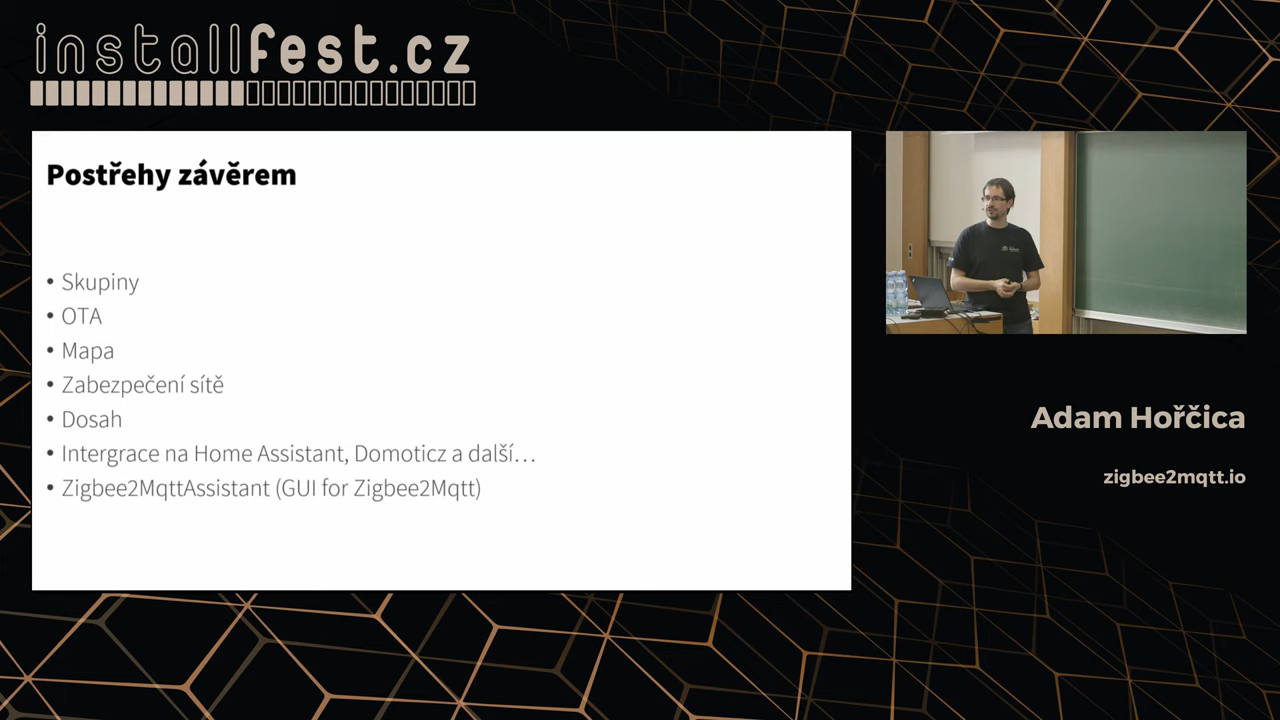 installfest.cz
Postřehy závěrem
• Skupiny
• OTA
• Mapa
• Zabezpečení sítě
• Dosah
• Intergrace na Home Assistant, Domoticz a další…
• Zigbee2MqttAssistant (GUI for Zigbee2Mqtt)
Adam Hořčica
zigbee2mqtt.io